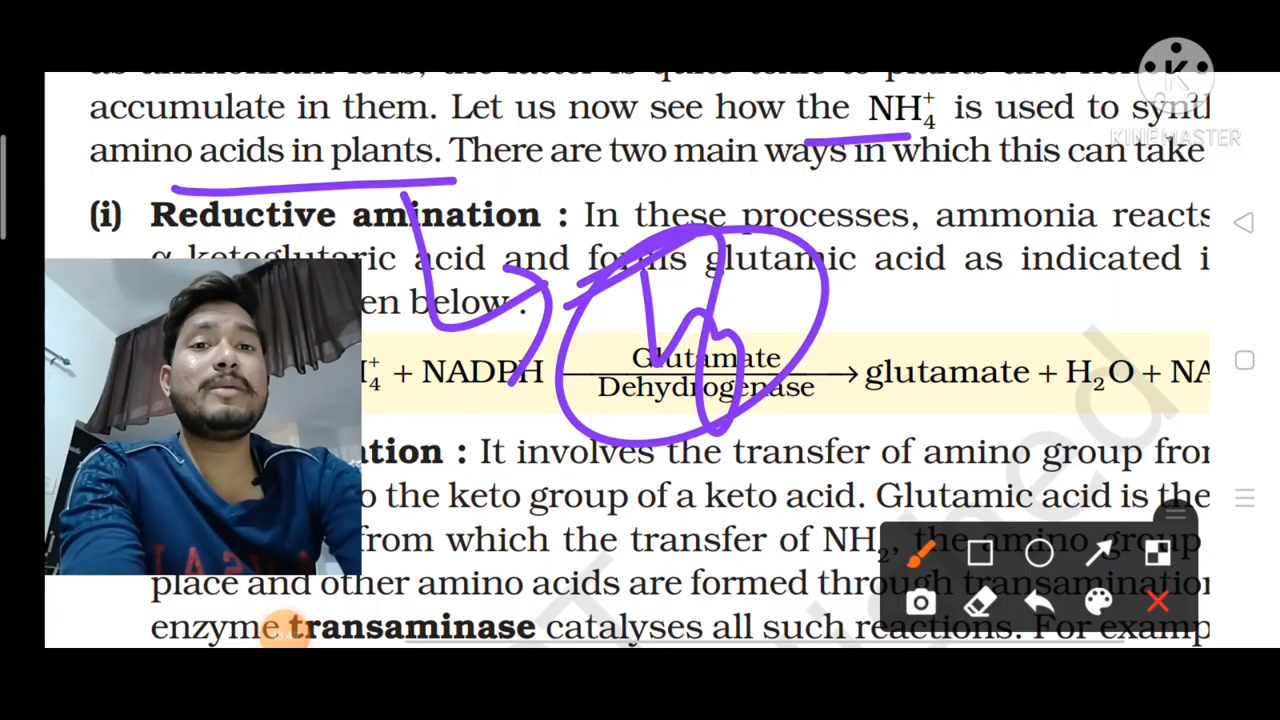 accumulate in them. Let us now see how the NH₄⁺ is used to synth
amino acids in plants. There are two main ways in which this can take
(i) Reductive amination : In these processes, ammonia reacts
α-ketoglutaric acid and forms glutamic acid as indicated i
en below :
₄⁺ + NADPH Glutamate Dehydrogenase → glutamate + H₂O + NA
ation : It involves the transfer of amino group from
o the keto group of a keto acid. Glutamic acid is the
from which the transfer of NH₂, the amino group
place and other amino acids are formed through transamination
enzyme transaminase catalyses all such reactions. For examp
KINEMASTER